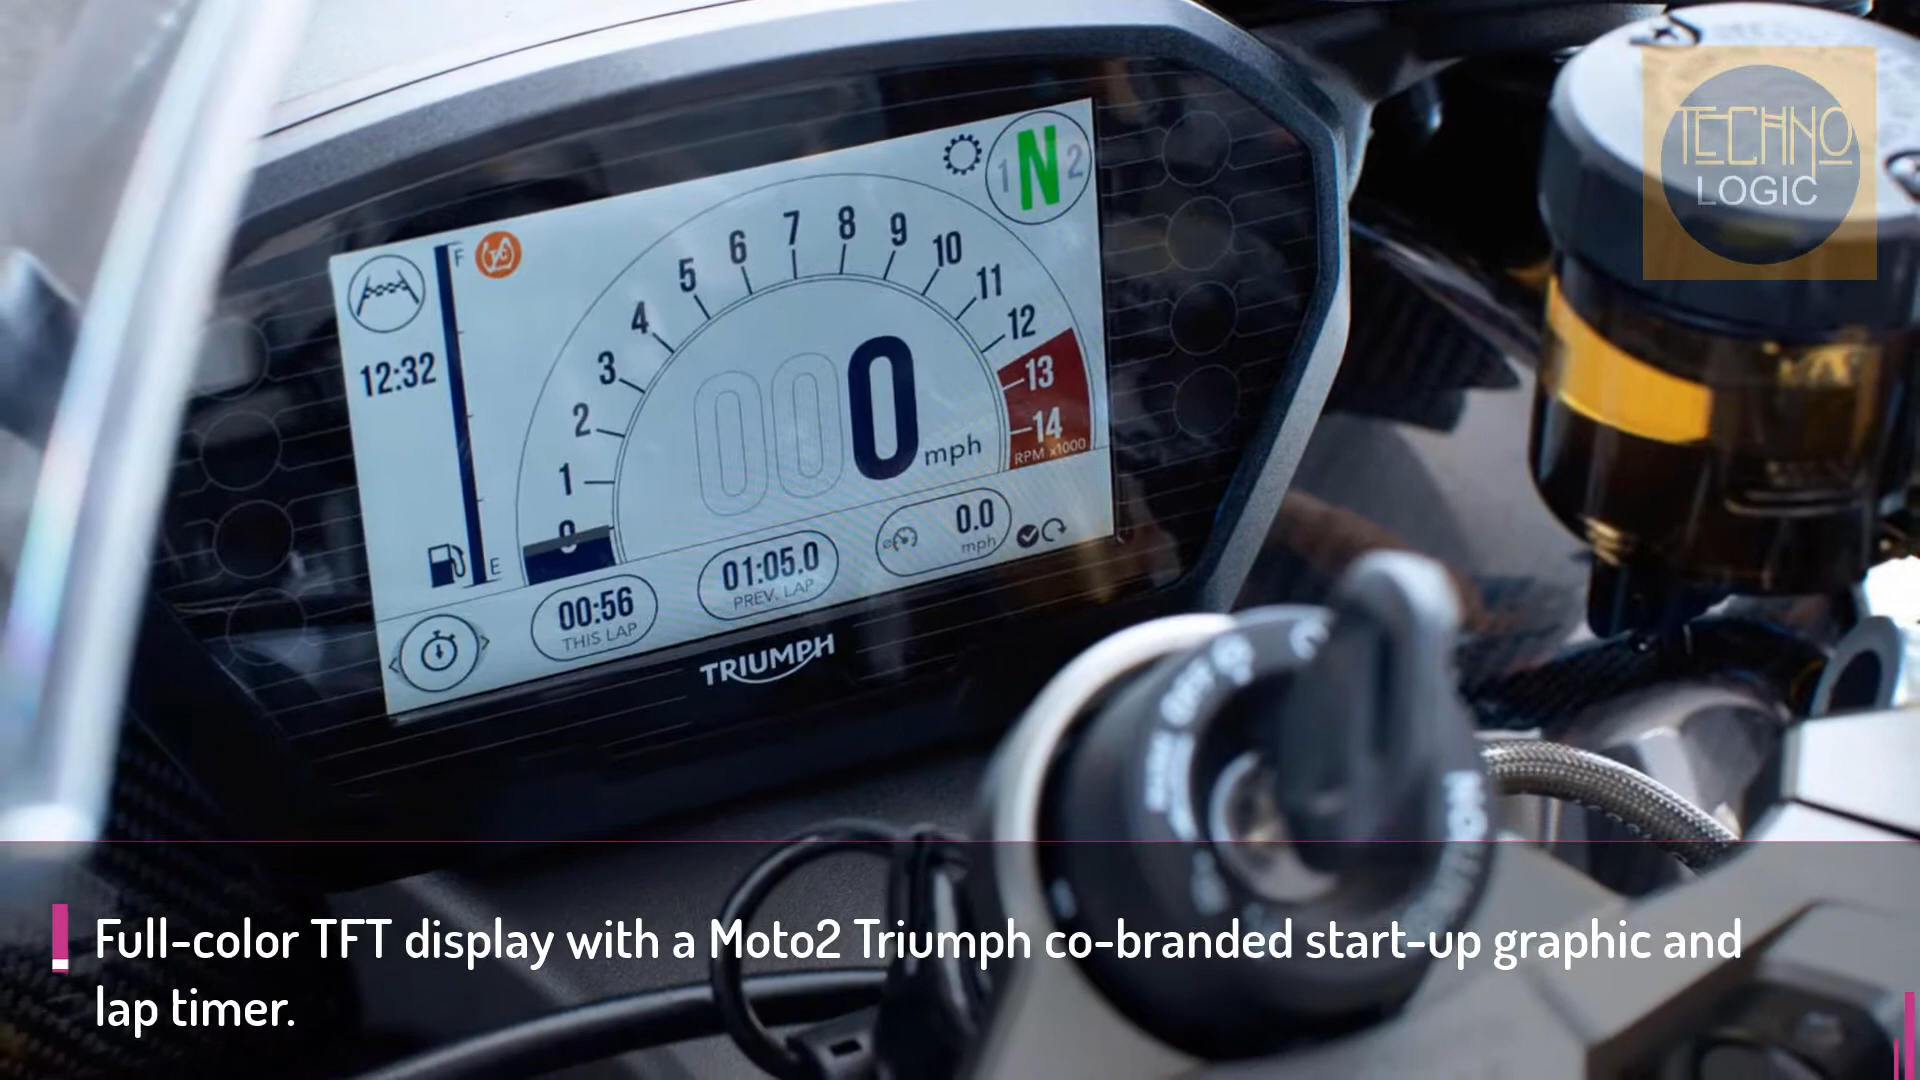 TECHNO
LOGIC
1 N 2
F
TC
12:32
0
1
2
3
4
5
6
7
8
9
10
11
12
13
14
RPM x1000
000
mph
E
00:56
THIS LAP
01:05.0
PREV. LAP
0.0
mph
TRIUMPH
Full-color TFT display with a Moto2 Triumph co-branded start-up graphic and
lap timer.